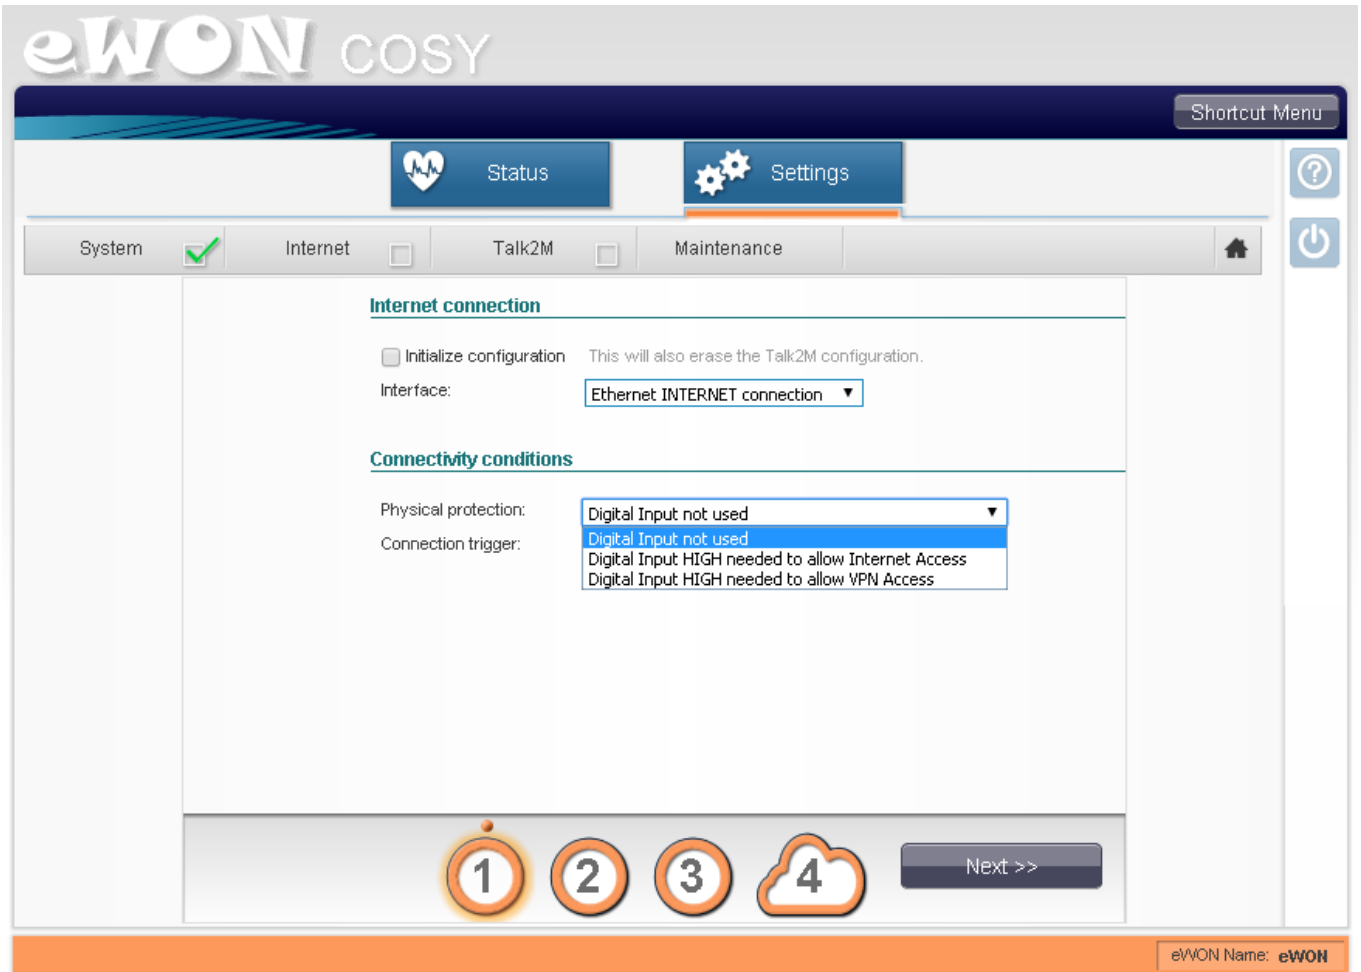 eWON COSY
Shortcut Menu
Status
Settings
System
Internet
Talk2M
Maintenance
Internet connection
Initialize configuration This will also erase the Talk2M configuration.
Interface: Ethernet INTERNET connection
Connectivity conditions
Physical protection: Digital Input not used
Digital Input not used
Connection trigger:
Digital Input HIGH needed to allow Internet Access
Digital Input HIGH needed to allow VPN Access
1 2 3 4 Next >>
eWON Name: eWON